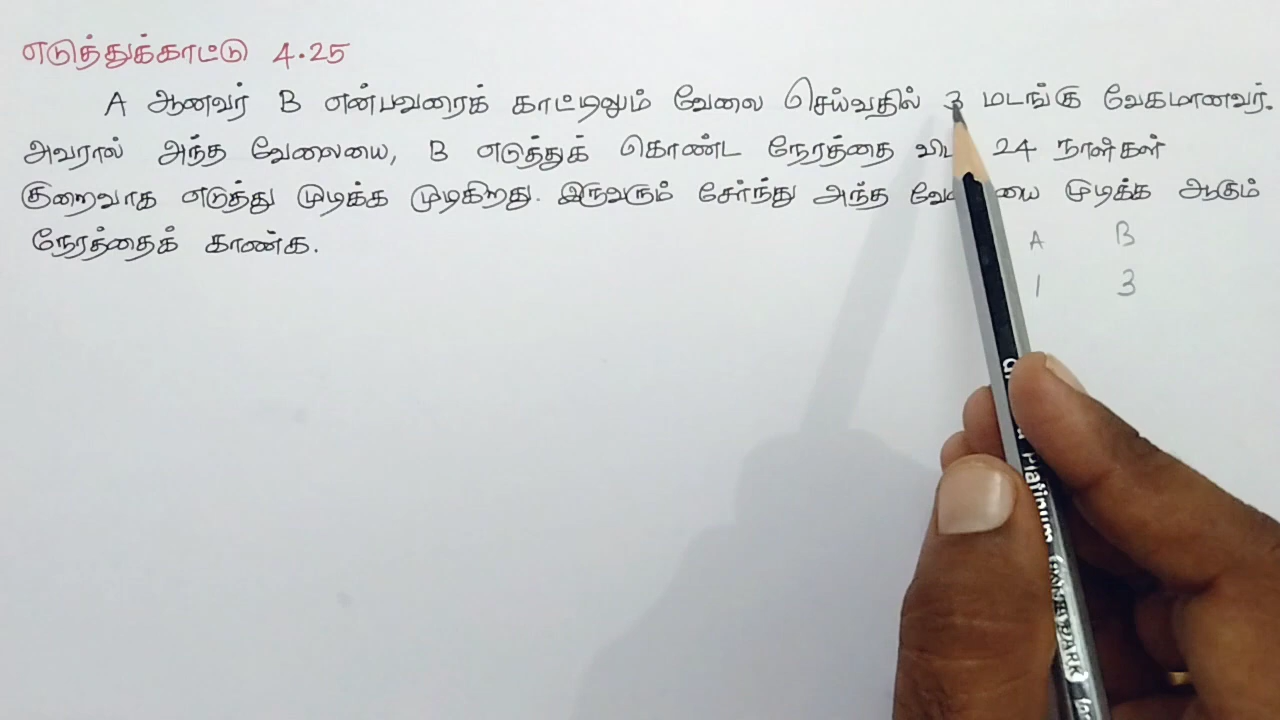 எடுத்துக்காட்டு 4.25
A ஆனவர் B என்பவரைக் காட்டிலும் வேலை செய்வதில் 3 மடங்கு வேகமானவர்.
அவரால் அந்த வேலையை, B எடுத்துக் கொண்ட நேரத்தை விட 24 நாள்கள்
குறைவாக எடுத்து முடிக்க முடிகிறது. இருவரும் சேர்ந்து அந்த முடிக்க ஆகும்
நேரத்தைக் காண்க.
A B
1 3
Platinum